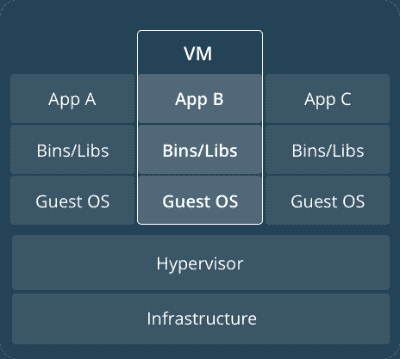 VM
App A
App B
App C
Bins/Libs
Bins/Libs
Bins/Libs
Guest OS
Guest OS
Guest OS
Hypervisor
Infrastructure